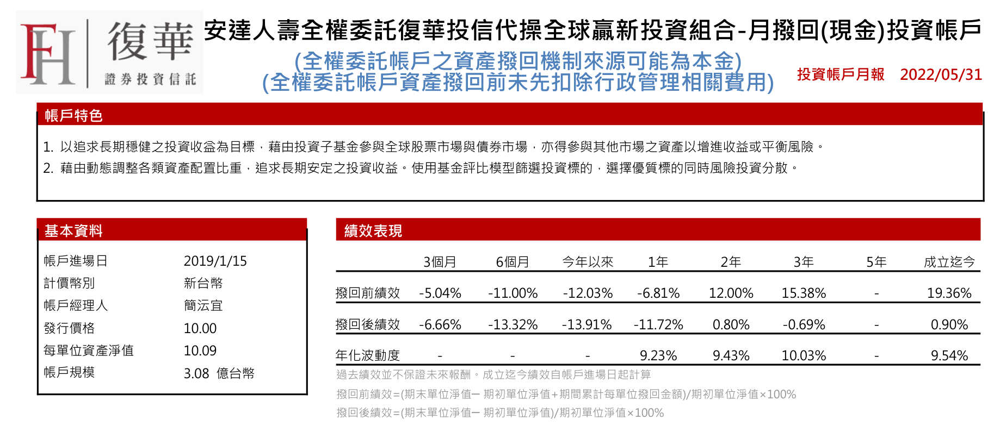 FH 復華
證券投資信託
安達人壽全權委託復華投信代操全球贏新投資組合-月撥回(現金)投資帳戶
(全權委託帳戶之資產撥回機制來源可能為本金)
(全權委託帳戶資產撥回前未先扣除行政管理相關費用)
投資帳戶月報 2022/05/31
帳戶特色
1. 以追求長期穩健之投資收益為目標，藉由投資子基金參與全球股票市場與債券市場，亦得參與其他市場之資產以增進收益或平衡風險。
2. 藉由動態調整各類資產配置比重，追求長期安定之投資收益。使用基金評比模型篩選投資標的，選擇優質標的同時風險投資分散。
基本資料
帳戶進場日 2019/1/15
計價幣別 新台幣
帳戶經理人 簡沄宜
發行價格 10.00
每單位資產淨值 10.09
帳戶規模 3.08 億台幣
績效表現
3個月 6個月 今年以來 1年 2年 3年 5年 成立迄今
撥回前績效 -5.04% -11.00% -12.03% -6.81% 12.00% 15.38% - 19.36%
撥回後績效 -6.66% -13.32% -13.91% -11.72% 0.80% -0.69% - 0.90%
年化波動度 - - - 9.23% 9.43% 10.03% - 9.54%
過去績效並不保證未來報酬。成立迄今績效自帳戶進場日起計算
撥回前績效=(期末單位淨值─ 期初單位淨值+期間累計每單位撥回金額)/期初單位淨值×100%
撥回後績效=(期末單位淨值─ 期初單位淨值)/期初單位淨值×100%